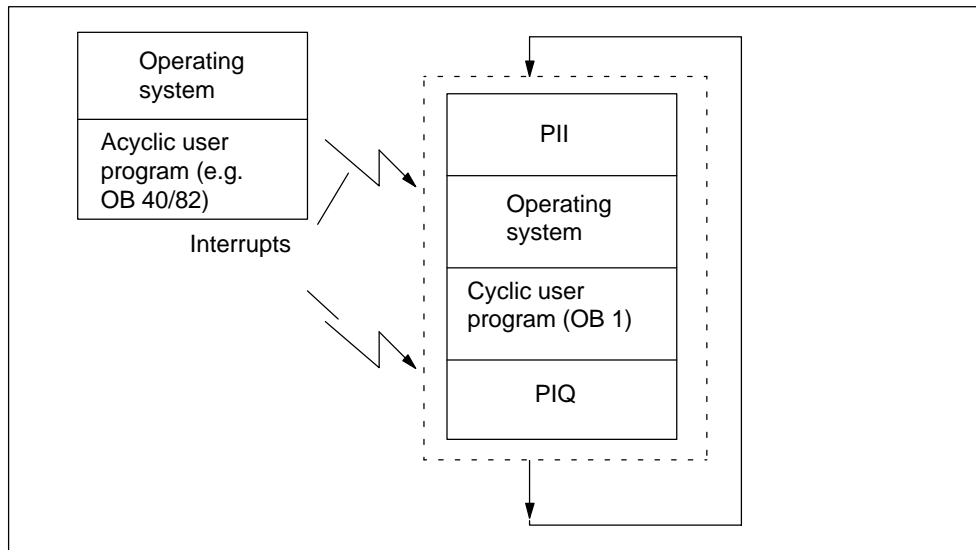 Operating
system
Acyclic user
program (e.g.
OB 40/82)
Interrupts
PII
Operating
system
Cyclic user
program (OB 1)
PIQ